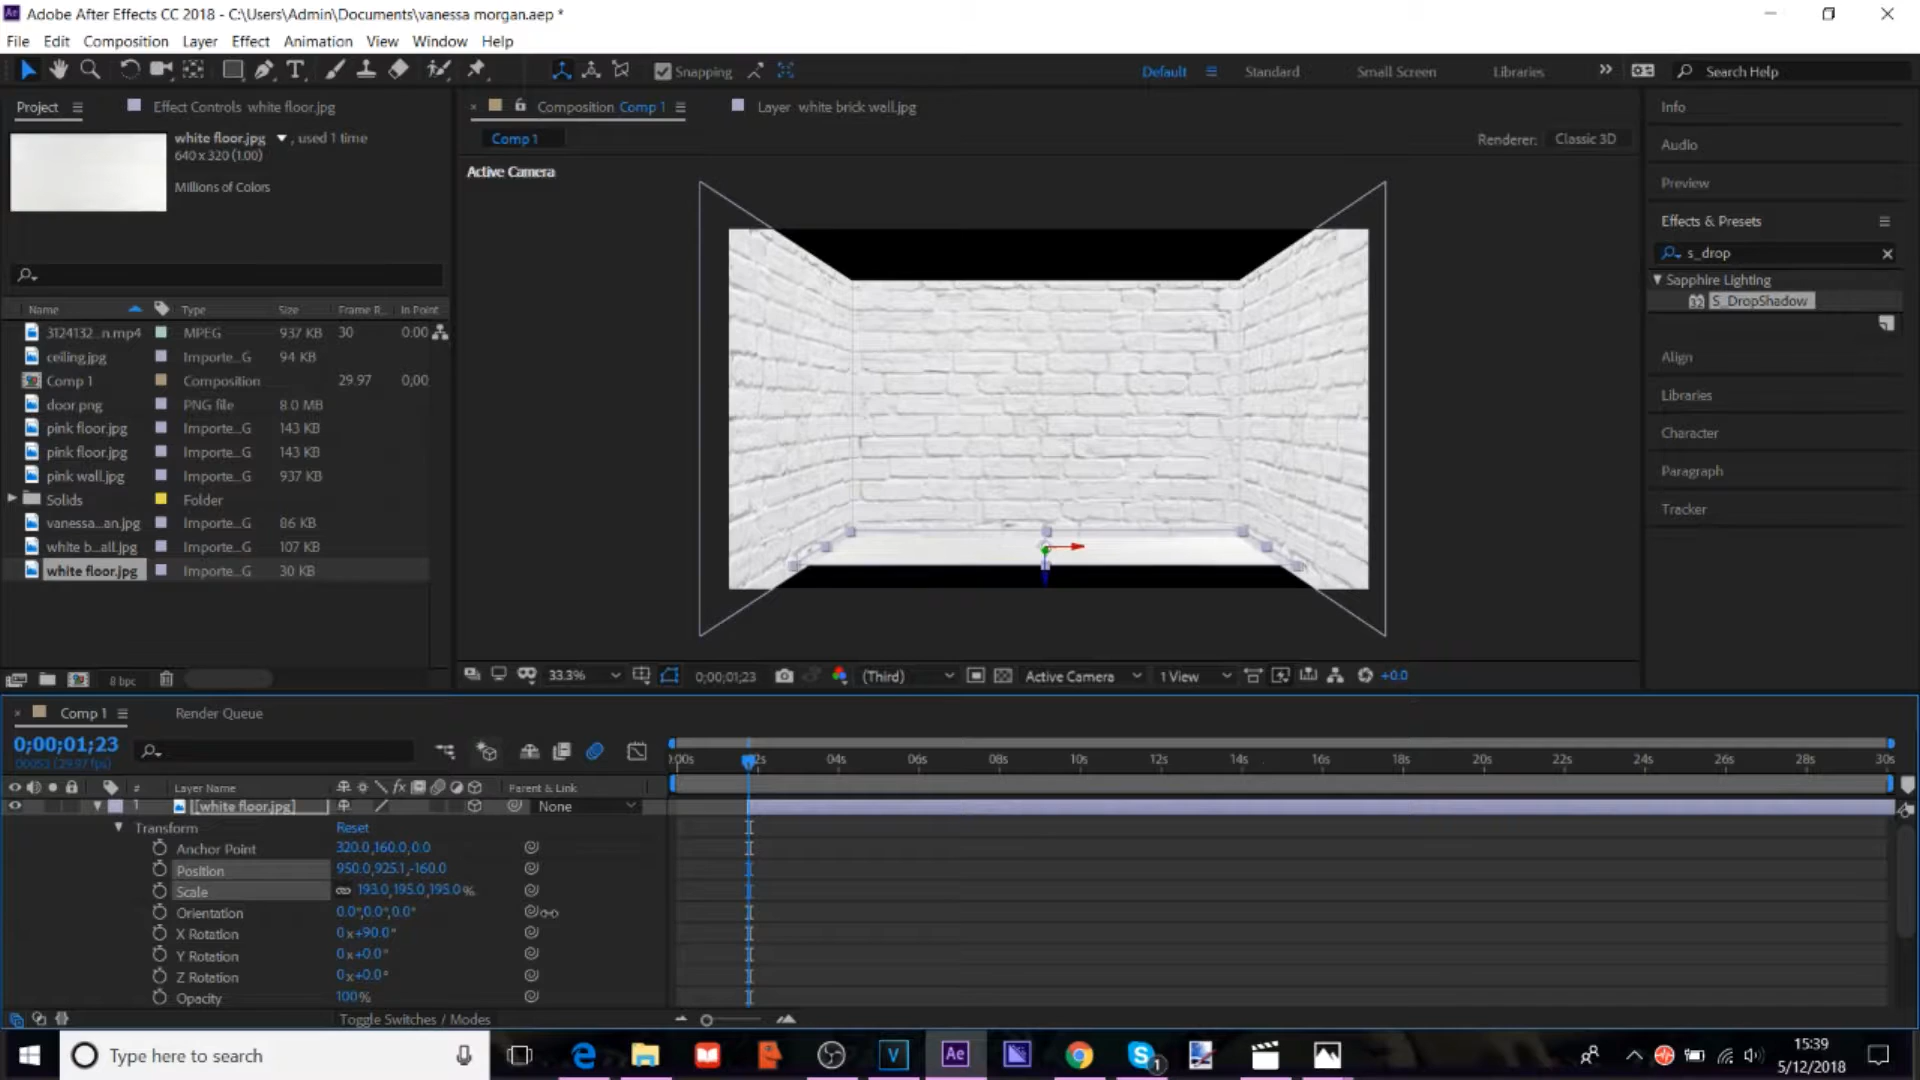 Adobe After Effects CC 2018 - C:\Users\Admin\Documents\vanessa morgan.aep *
File Edit Composition Layer Effect Animation View Window Help
Snapping Default Standard Small Screen Libraries Search Help
Project Effect Controls white floor.jpg Composition Comp 1 Layer white brick wall.jpg Info
white floor.jpg , used 1 time Comp 1 Renderer: Classic 3D
640 x 320 (1.00) Audio
Active Camera
Millions of Colors Preview
Effects & Presets
s_drop
Sapphire Lighting
S_DropShadow
Name Type Size Frame R... In Point
3124132...n.mp4 MPEG 937 KB 30 0:00
ceiling.jpg Importe...G 94 KB Align
Comp 1 Composition 29.97 0;00
Libraries
door.png PNG file 8.0 MB
pink floor.jpg Importe...G 143 KB Character
pink floor.jpg Importe...G 143 KB
pink wall.jpg Importe...G 937 KB Paragraph
Solids Folder
Tracker
vanessa...an.jpg Importe...G 86 KB
white b...all.jpg Importe...G 107 KB
white floor.jpg Importe...G 30 KB
8 bpc 33.3% 0;00;01;23 (Third) Active Camera 1 View +0.0
Comp 1 Render Queue
0;00;01;23
00053 (29.97 fps)
):00s 2s 04s 06s 08s 10s 12s 14s 16s 18s 20s 22s 24s 26s 28s 30s
# Layer Name fx Parent & Link
1 [white floor.jpg] None
Transform Reset
Anchor Point 320.0,160.0,0.0
Position 950.0,925.1,-160.0
Scale 193.0,195.0,195.0 %
Orientation 0.0°,0.0°,0.0°
X Rotation 0x+90.0°
Y Rotation 0x+0.0°
Z Rotation 0x+0.0°
Opacity 100%
Toggle Switches / Modes
Type here to search V Ae 1 15:39
5/12/2018